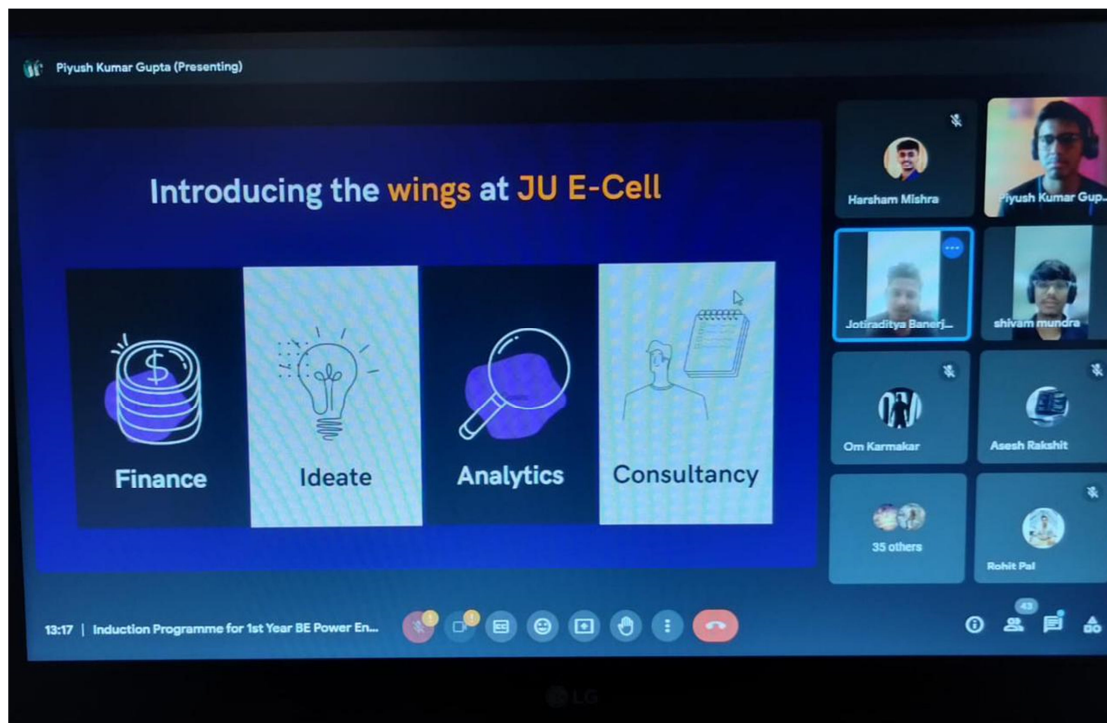 Piyush Kumar Gupta (Presenting)
Introducing the wings at JU E-Cell
Finance
Ideate
Analytics
Consultancy
Harsham Mishra
Piyush Kumar Gup...
Jotiraditya Banerj...
shivam mundra
Om Karmakar
Asesh Rakshit
35 others
Rohit Pal
13:17 | Induction Programme for 1st Year BE Power En...
CC
43
LG